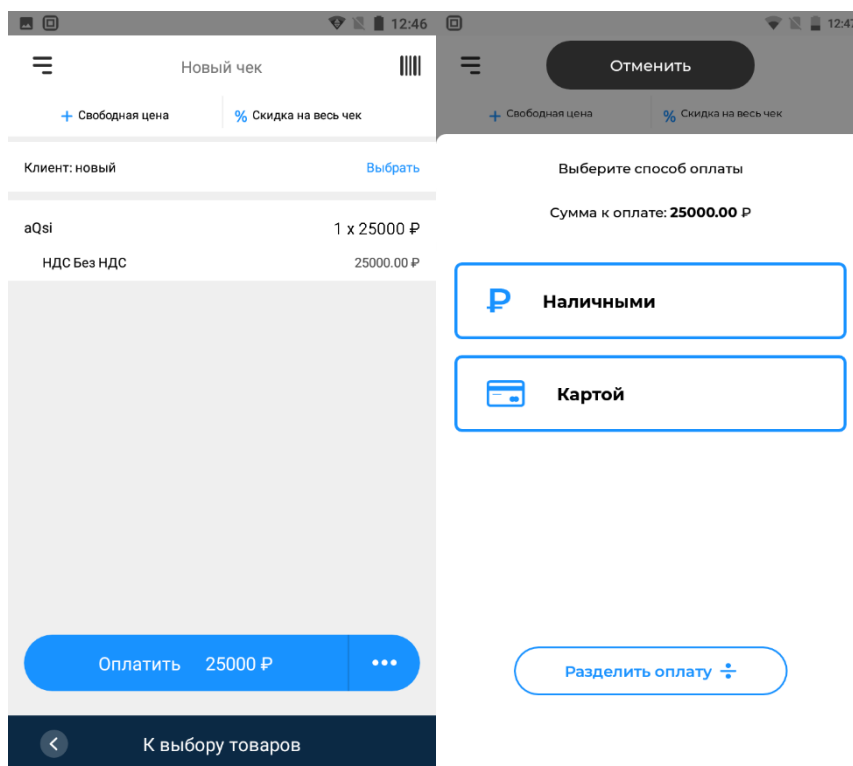 12:46
Новый чек
+ Свободная цена
% Скидка на весь чек
Клиент: новый
Выбрать
aQsi
1 x 25000 ₽
НДС Без НДС
25000.00 ₽
Оплатить 25000 ₽
К выбору товаров
12:47
Отменить
+ Свободная цена
% Скидка на весь чек
Выберите способ оплаты
Сумма к оплате: 25000.00 ₽
₽ Наличными
Картой
Разделить оплату ÷